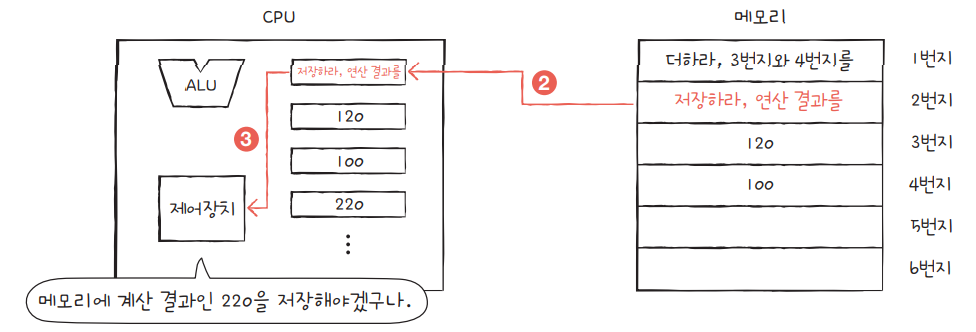 CPU
메모리
ALU
저장하라, 연산 결과를
120
100
220
제어장치
메모리에 계산 결과인 220을 저장해야겠구나.
2
3
더하라, 3번지와 4번지를
1번지
저장하라, 연산 결과를
2번지
120
3번지
100
4번지
5번지
6번지